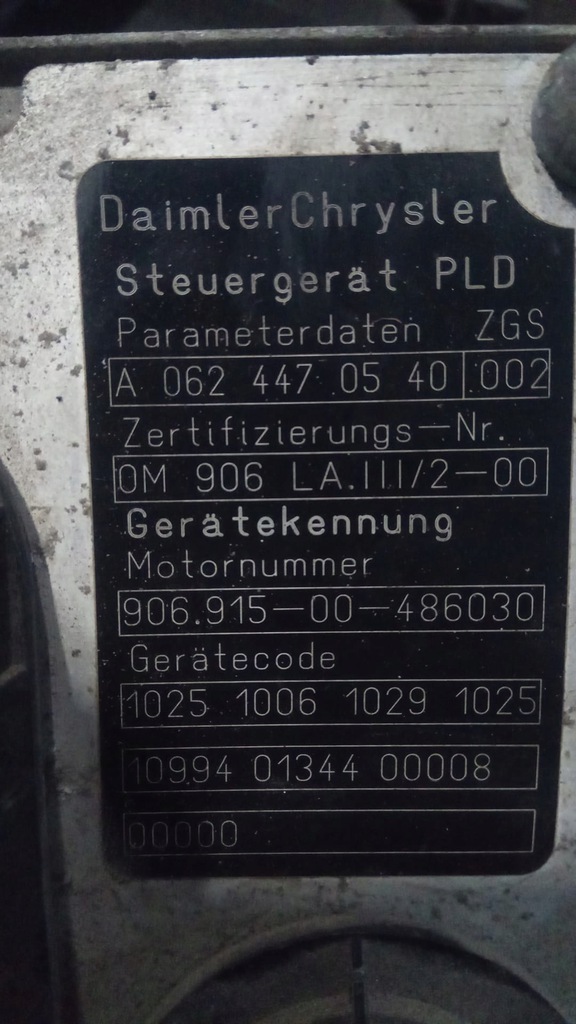 DaimlerChrysler
Steuergerät PLD
Parameterdaten ZGS
A 062 447 05 40 002
Zertifizierungs-Nr.
OM 906 LA.III/2-00
Gerätekennung
Motornummer
906.915-00-486030
Gerätecode
1025 1006 1029 1025
10994 01344 00008
00000